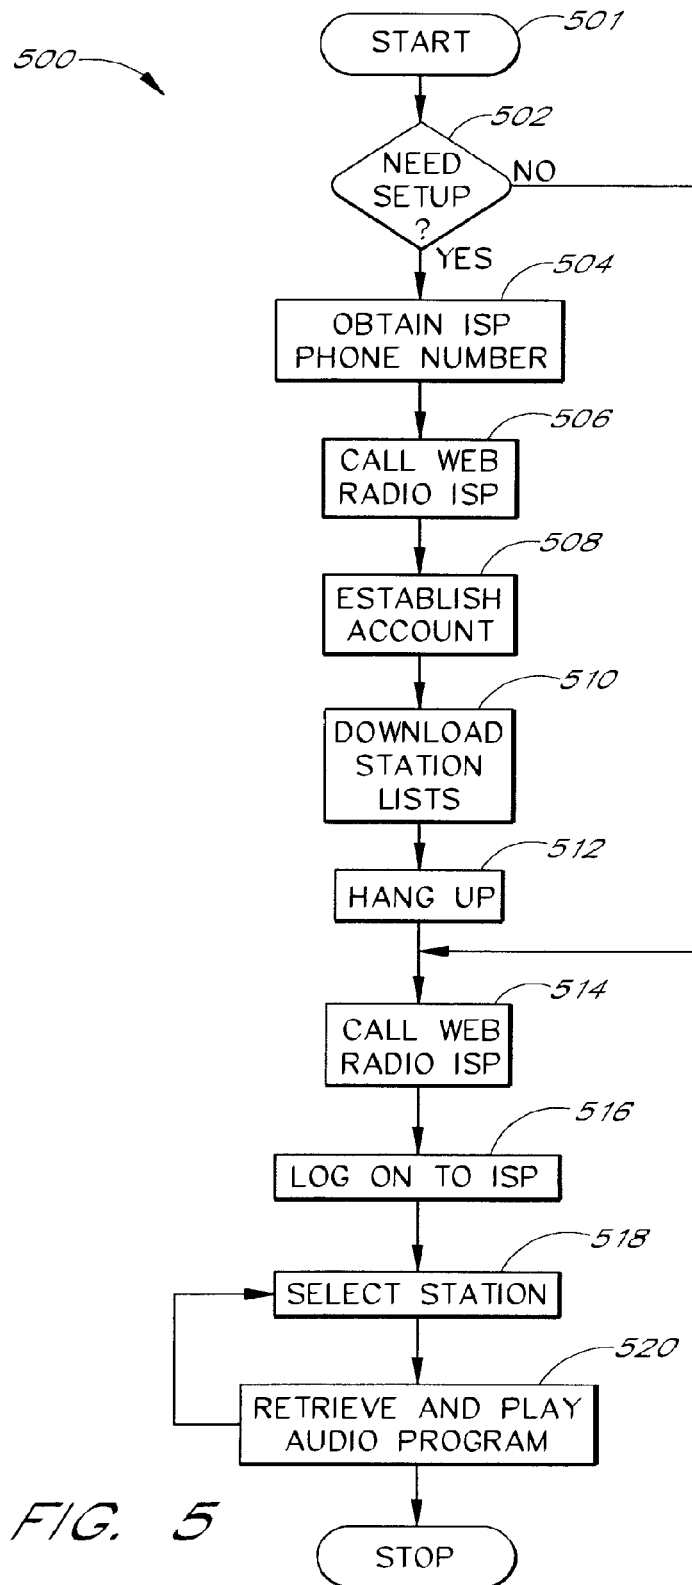 START
501
500
502
NEED
SETUP
?
NO
YES
504
OBTAIN ISP
PHONE NUMBER
506
CALL WEB
RADIO ISP
508
ESTABLISH
ACCOUNT
510
DOWNLOAD
STATION
LISTS
512
HANG UP
514
CALL WEB
RADIO ISP
516
LOG ON TO ISP
518
SELECT STATION
520
RETRIEVE AND PLAY
AUDIO PROGRAM
FIG. 5
STOP